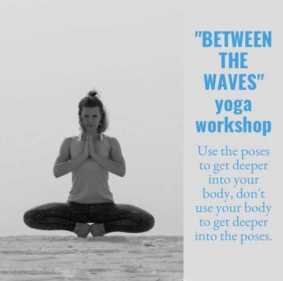 "BETWEEN
THE
WAVES"
yoga
workshop
Use the poses
to get deeper
into your
body, don't
use your body
to get deeper
into the poses.